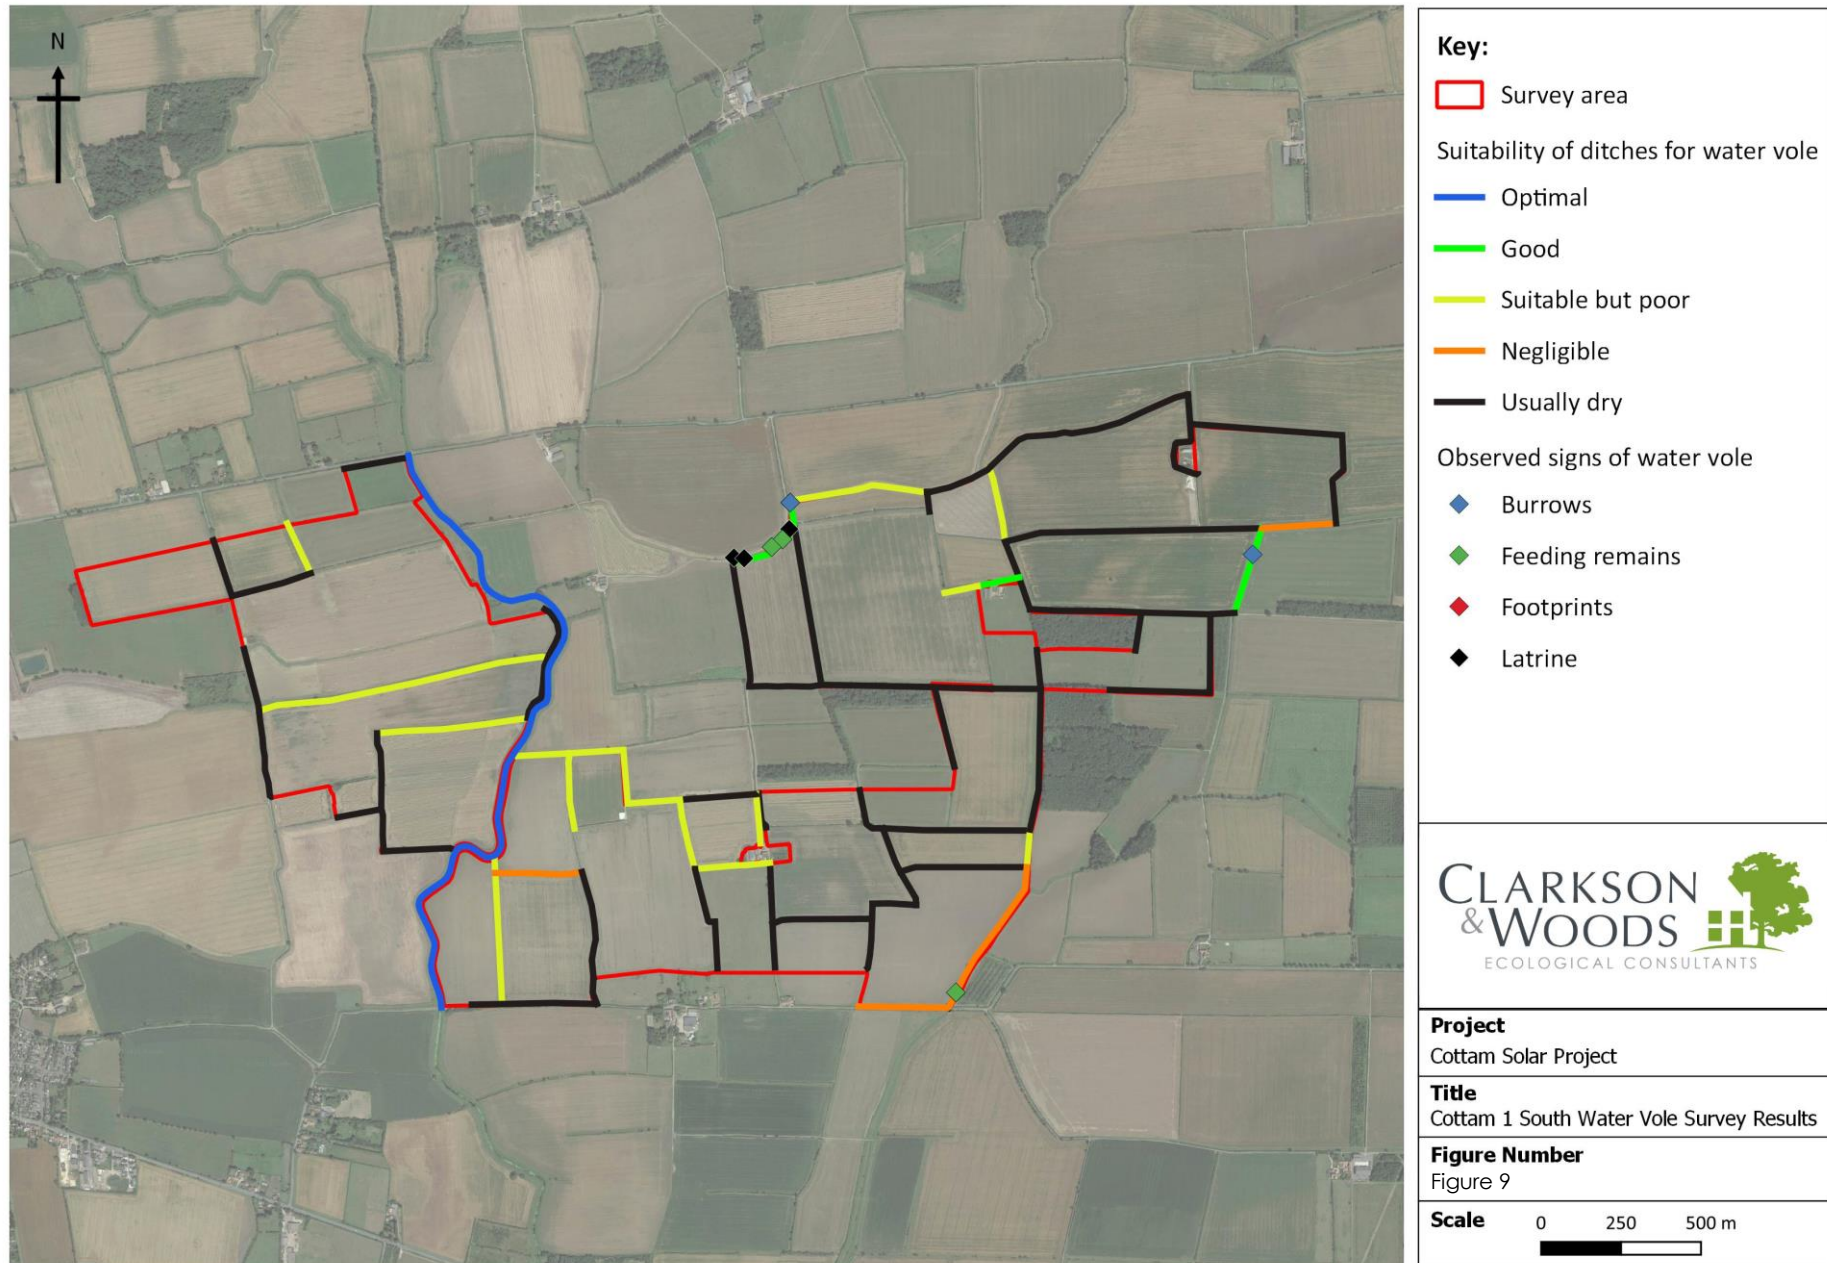 N
Key:
Survey area
Suitability of ditches for water vole
Optimal
Good
Suitable but poor
Negligible
Usually dry
Observed signs of water vole
Burrows
Feeding remains
Footprints
Latrine
CLARKSON
& WOODS
ECOLOGICAL CONSULTANTS
Project
Cottam Solar Project
Title
Cottam 1 South Water Vole Survey Results
Figure Number
Figure 9
Scale 0 250 500 m